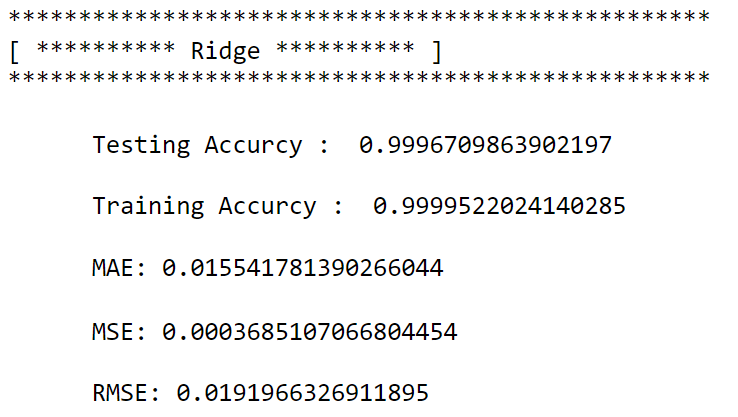 **************************************************
[ ********** Ridge ********** ]
**************************************************
Testing Accurcy :  0.9996709863902197
Training Accurcy :  0.9999522024140285
MAE: 0.015541781390266044
MSE: 0.0003685107066804454
RMSE: 0.0191966326911895